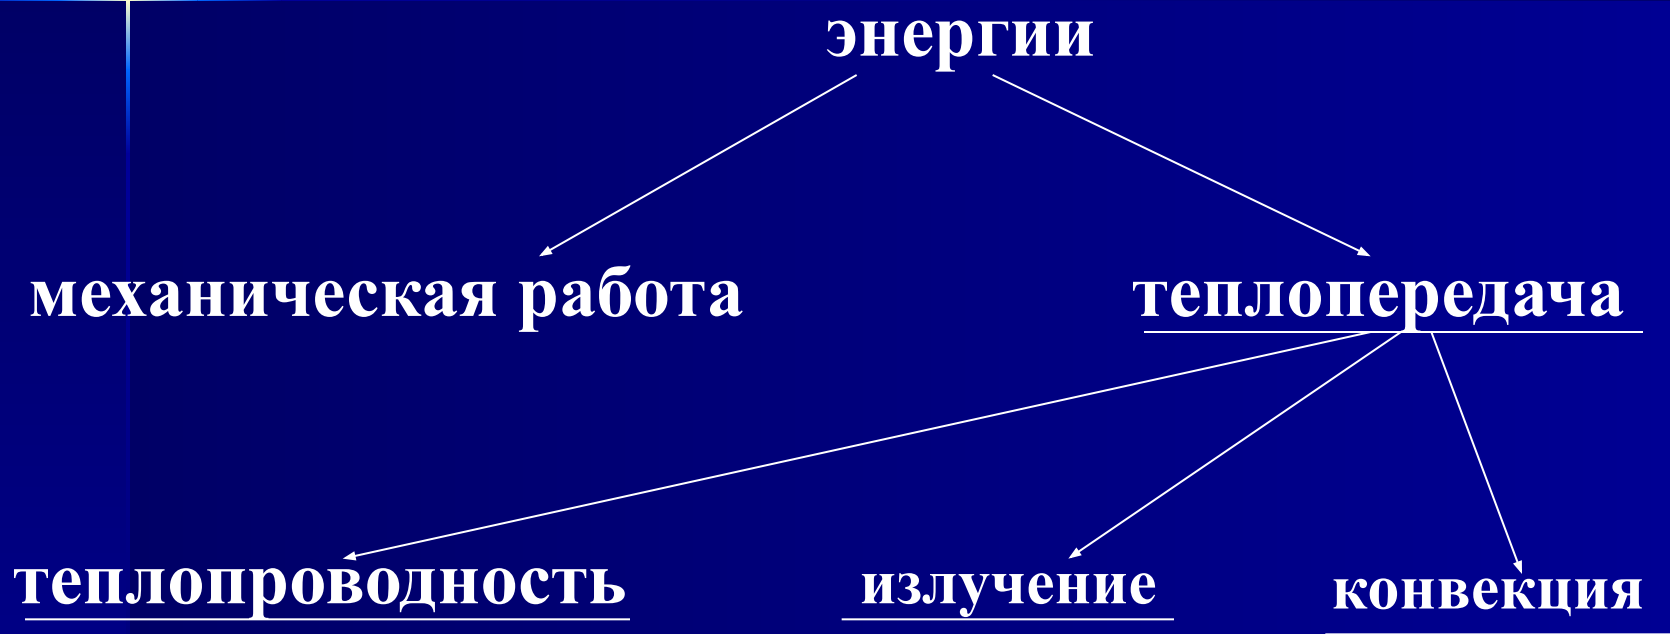 энергии
механическая работа
теплопередача
теплопроводность
излучение
конвекция